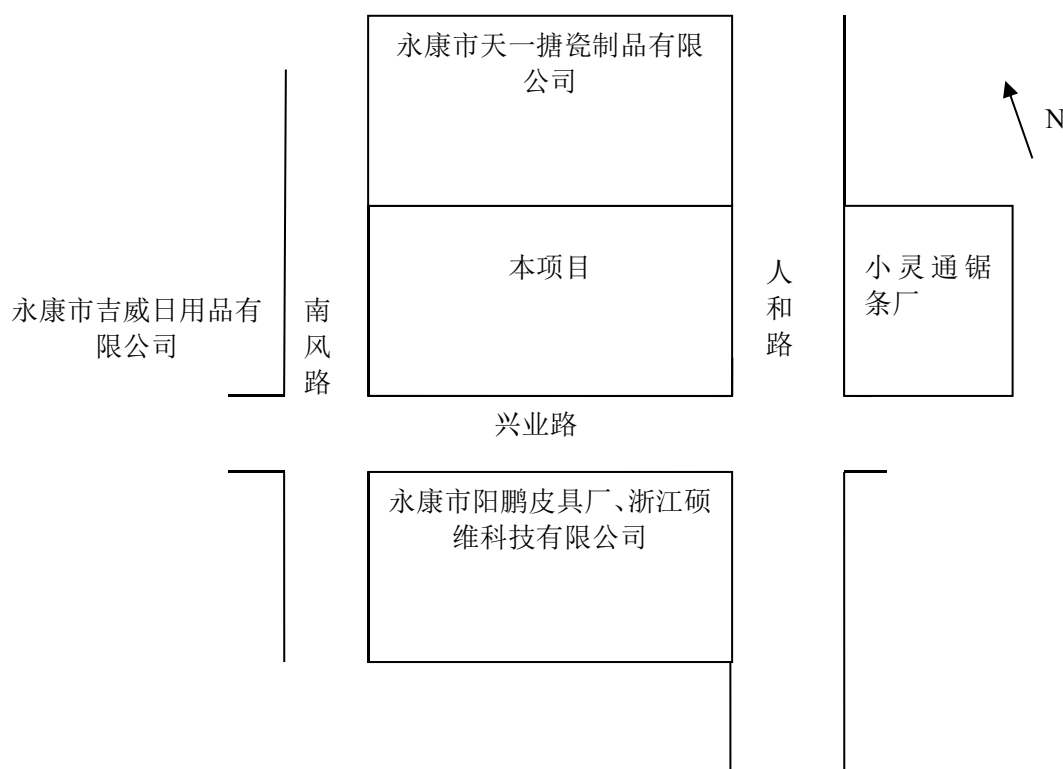 永康市天一搪瓷制品有限
公司
N
本项目
人
和
路
小灵通锯
条厂
永康市吉威日用品有
限公司
南
风
路
兴业路
永康市阳鹏皮具厂、浙江硕
维科技有限公司